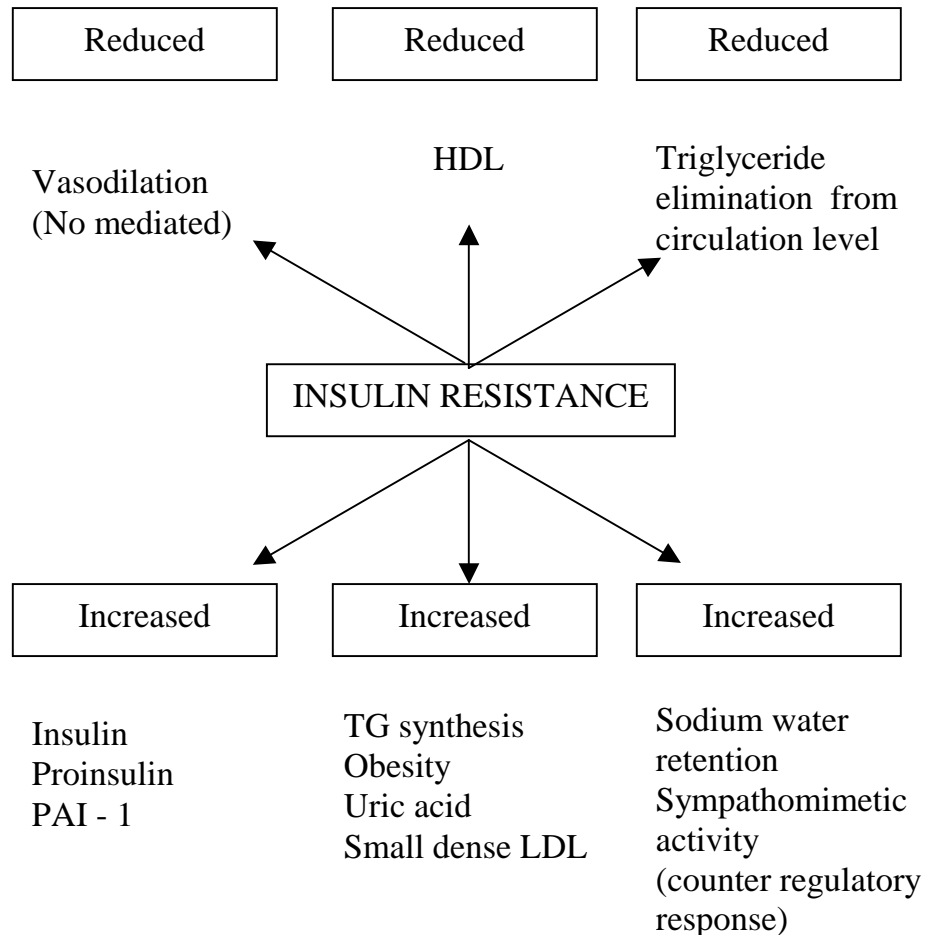 Reduced
Reduced
Reduced
Vasodilation
(No mediated)
HDL
Triglyceride
elimination from
circulation level
INSULIN RESISTANCE
Increased
Increased
Increased
Insulin
Proinsulin
PAI - 1
TG synthesis
Obesity
Uric acid
Small dense LDL
Sodium water
retention
Sympathomimetic
activity
(counter regulatory
response)